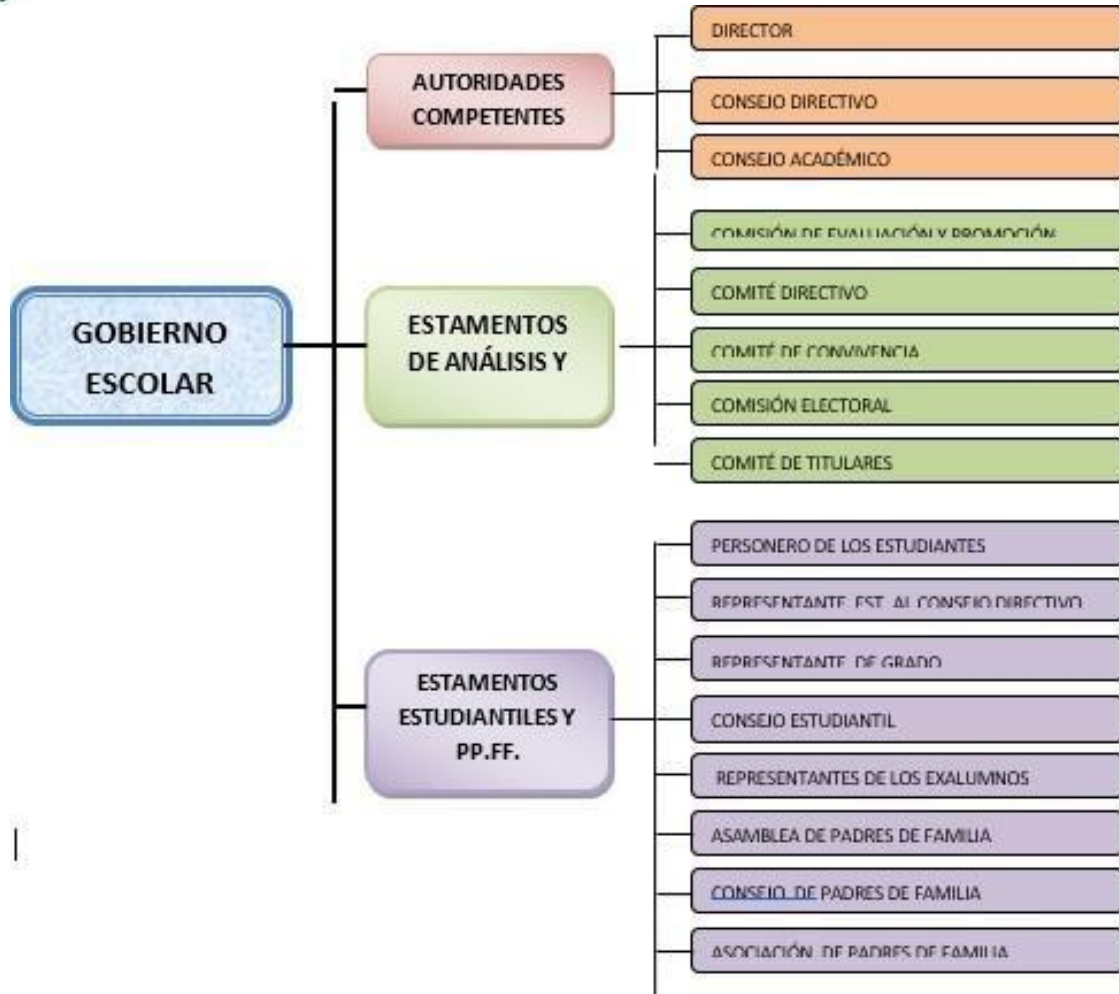 GOBIERNO
ESCOLAR
AUTORIDADES
COMPETENTES
DIRECTOR
CONSEJO DIRECTIVO
CONSEJO ACADÉMICO
ESTAMENTOS
DE ANÁLISIS Y
COMISIÓN DE EVALUACIÓN Y PROMOCIÓN
COMITÉ DIRECTIVO
COMITÉ DE CONVIVENCIA
COMISIÓN ELECTORAL
COMITÉ DE TITULARES
ESTAMENTOS
ESTUDIANTILES Y
PP.FF.
PERSONERO DE LOS ESTUDIANTES
REPRESENTANTE EST. AL CONSEJO DIRECTIVO
REPRESENTANTE DE GRADO
CONSEJO ESTUDIANTIL
REPRESENTANTES DE LOS EXALUMNOS
ASAMBLEA DE PADRES DE FAMILIA
CONSEJO DE PADRES DE FAMILIA
ASOCIACIÓN DE PADRES DE FAMILIA